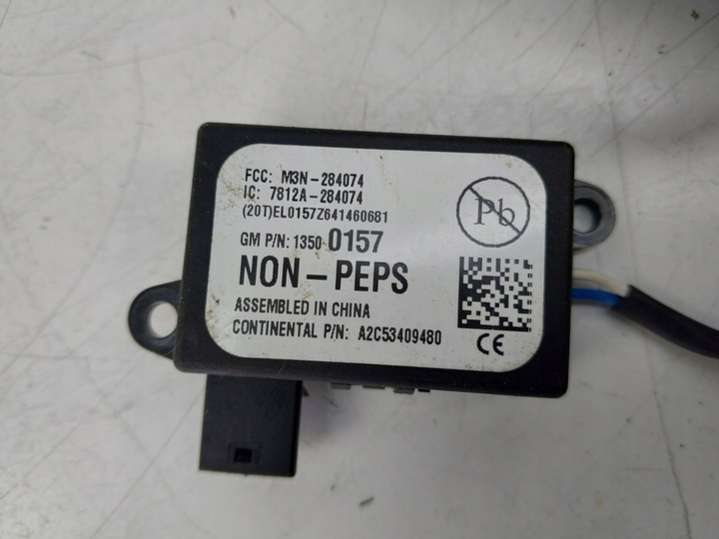 FCC: M3N-284074
IC: 7812A-284074
(20T)EL0157Z641460681
Pb
GM P/N: 1350 0157
NON-PEPS
ASSEMBLED IN CHINA
CONTINENTAL P/N: A2C53409480
CE